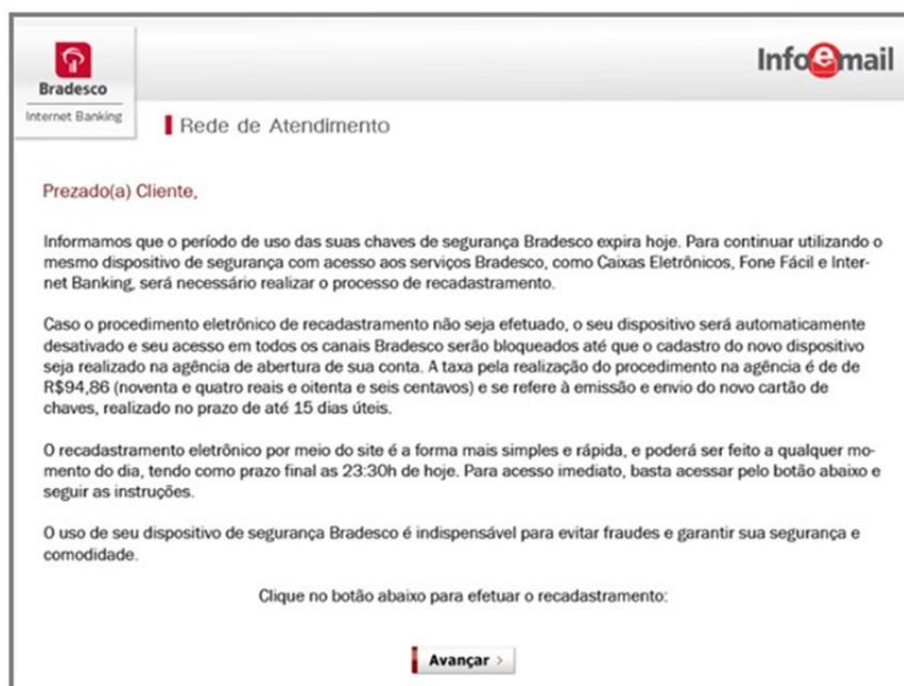 Bradesco
Internet Banking
Infoemail
Rede de Atendimento
Prezado(a) Cliente,
Informamos que o período de uso das suas chaves de segurança Bradesco expira hoje. Para continuar utilizando o
mesmo dispositivo de segurança com acesso aos serviços Bradesco, como Caixas Eletrônicos, Fone Fácil e Inter-
net Banking, será necessário realizar o processo de recadastramento.
Caso o procedimento eletrônico de recadastramento não seja efetuado, o seu dispositivo será automaticamente
desativado e seu acesso em todos os canais Bradesco serão bloqueados até que o cadastro do novo dispositivo
seja realizado na agência de abertura de sua conta. A taxa pela realização do procedimento na agência é de de
R$94,86 (noventa e quatro reais e oitenta e seis centavos) e se refere à emissão e envio do novo cartão de
chaves, realizado no prazo de até 15 dias úteis.
O recadastramento eletrônico por meio do site é a forma mais simples e rápida, e poderá ser feito a qualquer mo-
mento do dia, tendo como prazo final as 23:30h de hoje. Para acesso imediato, basta acessar pelo botão abaixo e
seguir as instruções.
O uso de seu dispositivo de segurança Bradesco é indispensável para evitar fraudes e garantir sua segurança e
comodidade.
Clique no botão abaixo para efetuar o recadastramento:
Avançar >